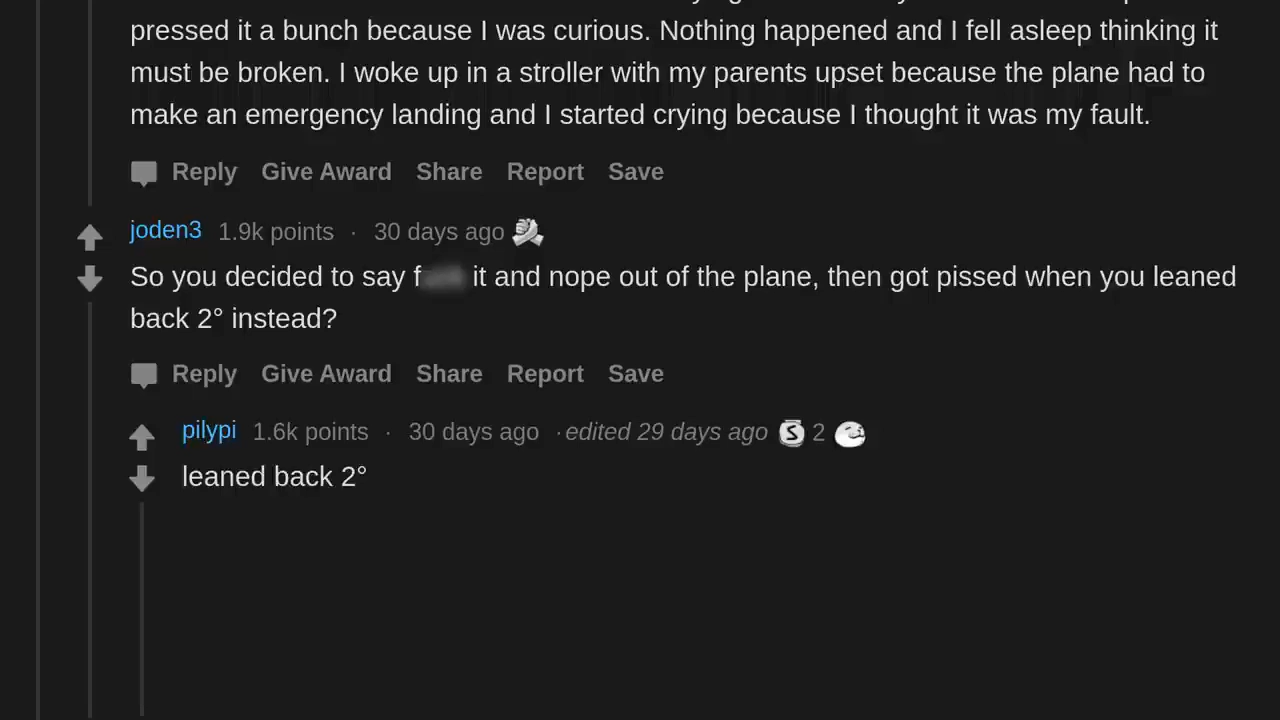 pressed it a bunch because I was curious. Nothing happened and I fell asleep thinking it
must be broken. I woke up in a stroller with my parents upset because the plane had to
make an emergency landing and I started crying because I thought it was my fault.
Reply Give Award Share Report Save
joden3 1.9k points · 30 days ago
So you decided to say f it and nope out of the plane, then got pissed when you leaned
back 2° instead?
Reply Give Award Share Report Save
pilypi 1.6k points · 30 days ago · edited 29 days ago S 2
leaned back 2°